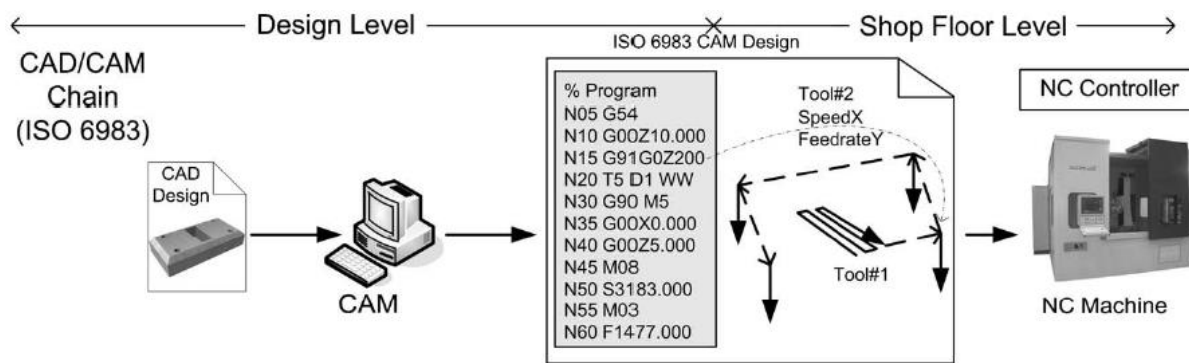 Design Level
Shop Floor Level
ISO 6983 CAM Design
CAD/CAM
Chain
(ISO 6983)
CAD
Design
CAM
% Program
N05 G54
N10 G00Z10.000
N15 G91G0Z200
N20 T5 D1 WW
N30 G90 M5
N35 G00X0.000
N40 G00Z5.000
N45 M08
N50 S3183.000
N55 M03
N60 F1477.000
Tool#2
SpeedX
FeedrateY
Tool#1
NC Controller
NC Machine